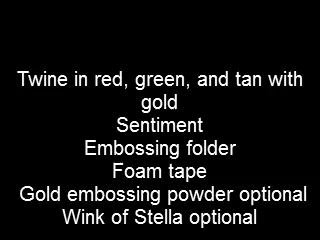 Twine in red, green, and tan with
gold
Sentiment
Embossing folder
Foam tape
Gold embossing powder optional
Wink of Stella optional